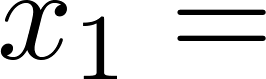 x₁ =